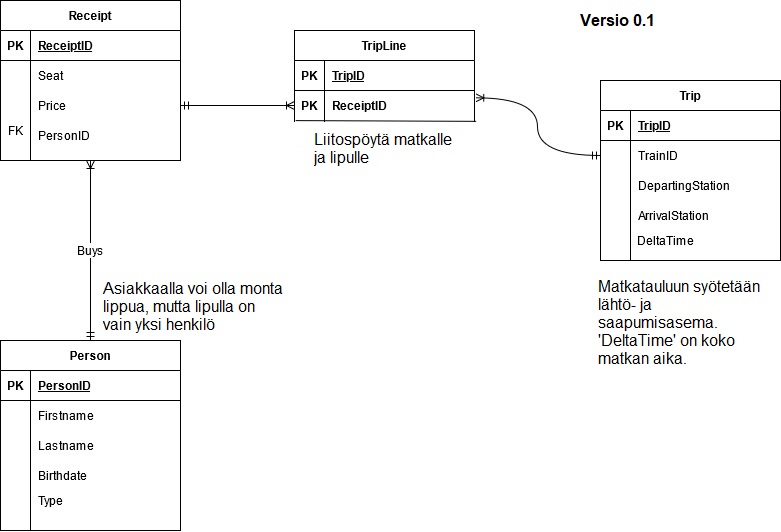 Versio 0.1
Receipt
PK ReceiptID
Seat
Price
FK PersonID
TripLine
PK TripID
PK ReceiptID
Liitospöytä matkalle
ja lipulle
Trip
PK TripID
TrainID
DepartingStation
ArrivalStation
DeltaTime
Matkatauluun syötetään
lähtö- ja
saapumisasema.
'DeltaTime' on koko
matkan aika.
Buys
Asiakkaalla voi olla monta
lippua, mutta lipulla on
vain yksi henkilö
Person
PK PersonID
Firstname
Lastname
Birthdate
Type